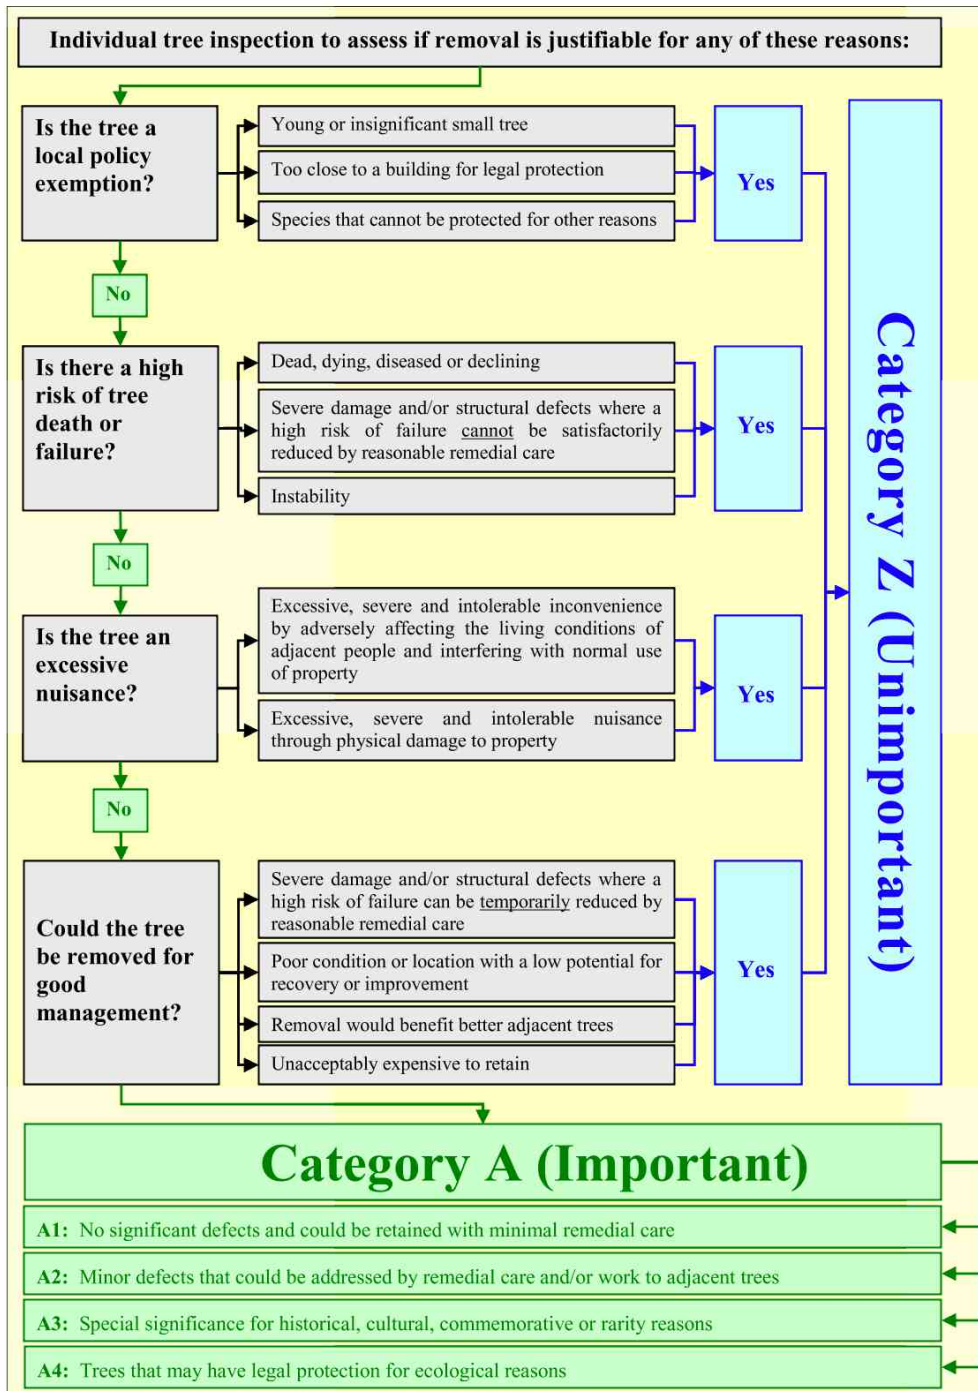 Individual tree inspection to assess if removal is justifiable for any of these reasons:
Is the tree a
local policy
exemption?
Young or insignificant small tree
Too close to a building for legal protection
Species that cannot be protected for other reasons
Yes
No
Is there a high
risk of tree
death or
failure?
Dead, dying, diseased or declining
Severe damage and/or structural defects where a
high risk of failure cannot be satisfactorily
reduced by reasonable remedial care
Instability
Yes
No
Is the tree an
excessive
nuisance?
Excessive, severe and intolerable inconvenience
by adversely affecting the living conditions of
adjacent people and interfering with normal use
of property
Excessive, severe and intolerable nuisance
through physical damage to property
Yes
No
Could the tree
be removed for
good
management?
Severe damage and/or structural defects where a
high risk of failure can be temporarily reduced by
reasonable remedial care
Poor condition or location with a low potential for
recovery or improvement
Removal would benefit better adjacent trees
Unacceptably expensive to retain
Yes
Category Z (Unimportant)
Category A (Important)
A1: No significant defects and could be retained with minimal remedial care
A2: Minor defects that could be addressed by remedial care and/or work to adjacent trees
A3: Special significance for historical, cultural, commemorative or rarity reasons
A4: Trees that may have legal protection for ecological reasons